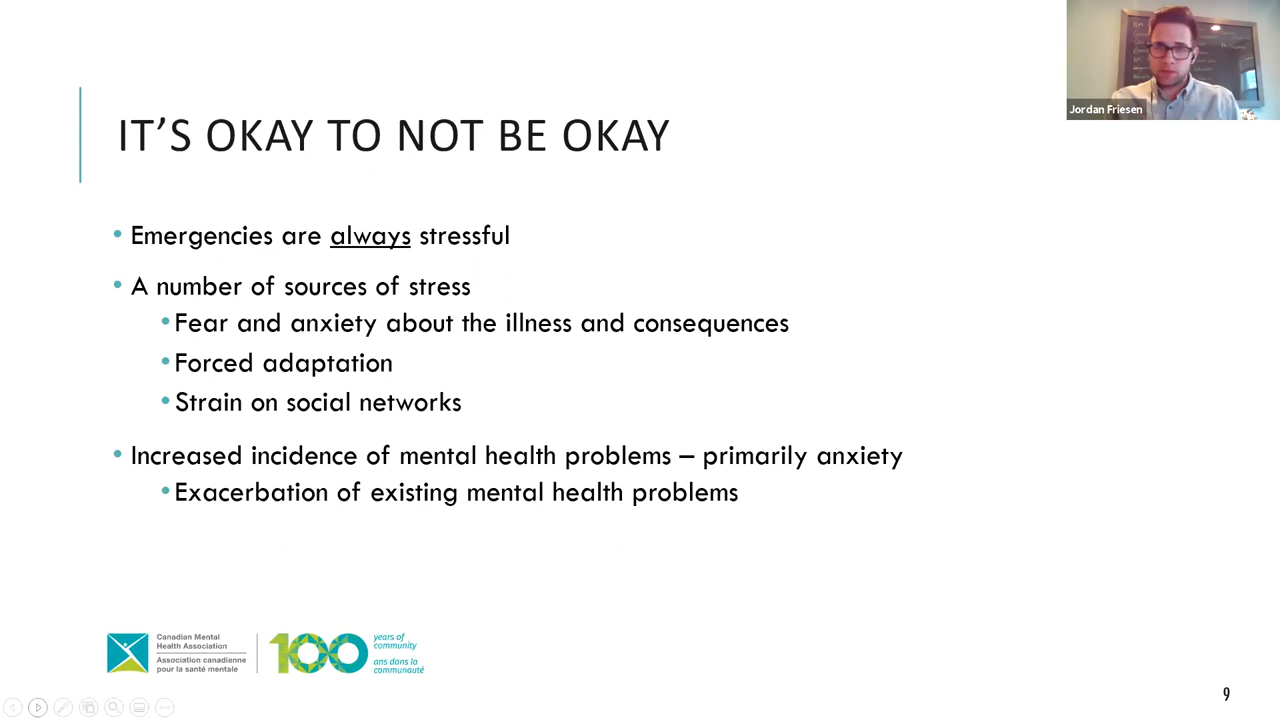 Jordan Friesen
IT’S OKAY TO NOT BE OKAY
• Emergencies are always stressful
• A number of sources of stress
• Fear and anxiety about the illness and consequences
• Forced adaptation
• Strain on social networks
• Increased incidence of mental health problems – primarily anxiety
• Exacerbation of existing mental health problems
Canadian Mental
Health Association
Association canadienne
pour la santé mentale
100
years of
community
ans dans la
communauté
9